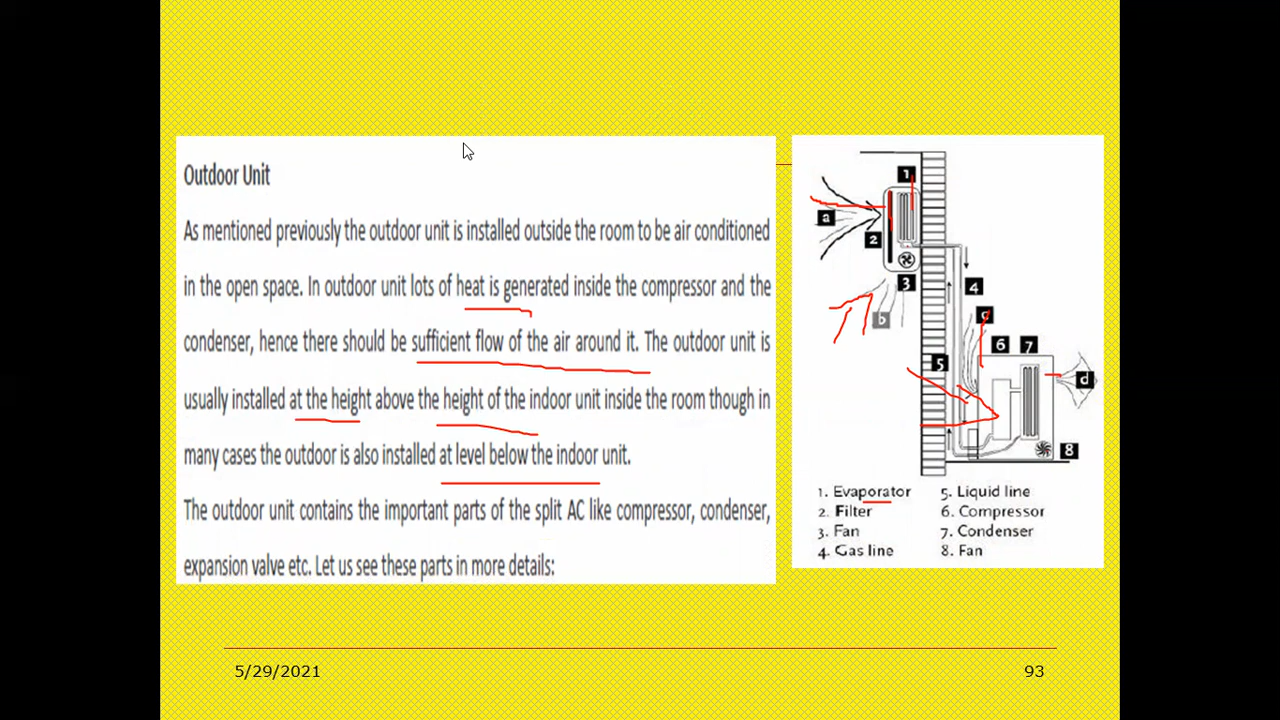 Outdoor Unit
As mentioned previously the outdoor unit is installed outside the room to be air conditioned
in the open space. In outdoor unit lots of heat is generated inside the compressor and the
condenser, hence there should be sufficient flow of the air around it. The outdoor unit is
usually installed at the height above the height of the indoor unit inside the room though in
many cases the outdoor is also installed at level below the indoor unit.
The outdoor unit contains the important parts of the split AC like compressor, condenser,
expansion valve etc. Let us see these parts in more details:
1
a
2
3
4
b
c
6 7
5
d
8
1. Evaporator
2. Filter
3. Fan
4. Gas line
5. Liquid line
6. Compressor
7. Condenser
8. Fan
5/29/2021
93